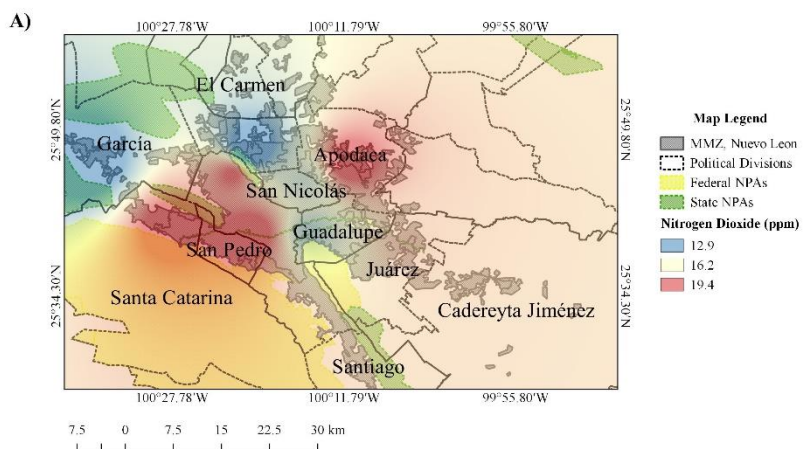 A)
100°27.78'W 100°11.79'W 99°55.80'W
25°49.80'N
25°34.30'N
El Carmen
García
Apodaca
San Nicolás
Guadalupe
San Pedro
Juárez
Santa Catarina
Cadereyta Jiménez
Santiago
25°49.80'N
25°34.30'N
100°27.78'W 100°11.79'W 99°55.80'W
7.5 0 7.5 15 22.5 30 km
Map Legend
MMZ, Nuevo Leon
Political Divisions
Federal NPAs
State NPAs
Nitrogen Dioxide (ppm)
12.9
16.2
19.4